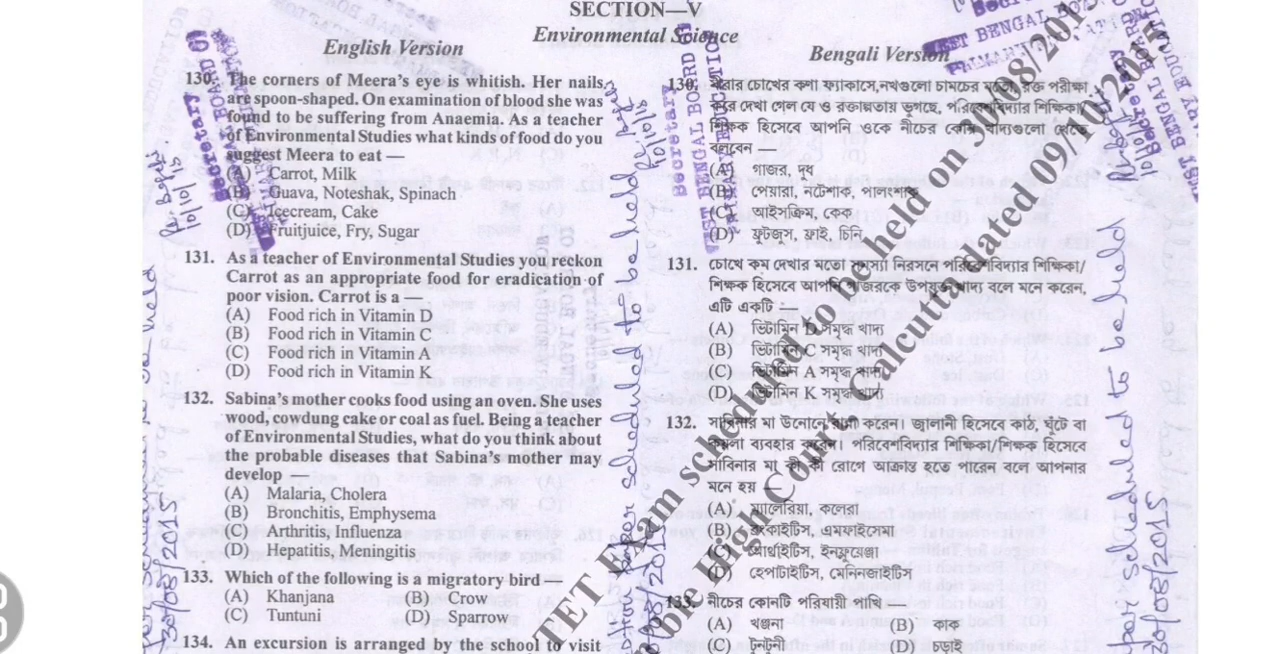 SECTION—V
Environmental Science
English Version
130. The corners of Meera's eye is whitish. Her nails
are spoon-shaped. On examination of blood she was
found to be suffering from Anaemia. As a teacher
of Environmental Studies what kinds of food do you
suggest Meera to eat —
(A) Carrot, Milk
(B) Guava, Noteshak, Spinach
(C) Icecream, Cake
(D) Fruitjuice, Fry, Sugar
131. As a teacher of Environmental Studies you reckon
Carrot as an appropriate food for eradication of
poor vision. Carrot is a —
(A) Food rich in Vitamin D
(B) Food rich in Vitamin C
(C) Food rich in Vitamin A
(D) Food rich in Vitamin K
132. Sabina's mother cooks food using an oven. She uses
wood, cowdung cake or coal as fuel. Being a teacher
of Environmental Studies, what do you think about
the probable diseases that Sabina's mother may
develop —
(A) Malaria, Cholera
(B) Bronchitis, Emphysema
(C) Arthritis, Influenza
(D) Hepatitis, Meningitis
133. Which of the following is a migratory bird —
(A) Khanjana (B) Crow
(C) Tuntuni (D) Sparrow
134. An excursion is arranged by the school to visit
Bengali Version
130. মীরার চোখের কণা ফ্যাকাসে,নখগুলো চামচের মতো, রক্ত পরীক্ষা
করে দেখা গেল যে ও রক্তাল্পতায় ভুগছে, পরিবেশবিদ্যার শিক্ষিকা/
শিক্ষক হিসেবে আপনি ওকে নীচের কোন খাদ্যগুলো খেতে
বলবেন —
(A) গাজর, দুধ
(B) পেয়ারা, নটেশাক, পালংশাক
(C) আইসক্রিম, কেক
(D) ফ্রুটজুস, ফ্রাই, চিনি
131. চোখে কম দেখার মতো সমস্যা নিরসনে পরিবেশবিদ্যার শিক্ষিকা/
শিক্ষক হিসেবে আপনি গাজরকে উপযুক্ত খাদ্য বলে মনে করেন,
এটি একটি —
(A) ভিটামিন D সমৃদ্ধ খাদ্য
(B) ভিটামিন C সমৃদ্ধ খাদ্য
(C) ভিটামিন A সমৃদ্ধ খাদ্য
(D) ভিটামিন K সমৃদ্ধ খাদ্য
132. সাবিনার মা উনোনে রান্না করেন। জ্বালানী হিসেবে কাঠ, ঘুঁটে বা
কয়লা ব্যবহার করেন। পরিবেশবিদ্যার শিক্ষিকা/শিক্ষক হিসেবে
সাবিনার মা কী কী রোগে আক্রান্ত হতে পারেন বলে আপনার
মনে হয় —
(A) ম্যালেরিয়া, কলেরা
(B) ব্রংকাইটিস, এমফাইসেমা
(C) আর্থ্রাইটিস, ইনফ্লুয়েঞ্জা
(D) হেপাটাইটিস, মেনিনজাইটিস
133. নীচের কোনটি পরিযায়ী পাখি —
(A) খঞ্জনা (B) কাক
(C) টুনটুনী (D) চড়াই
TET Exam scheduled to be held on 30/08/2015
High Court, Calcutta dated 09/10/2015
Secretary
WEST BENGAL BOARD OF
scheduled to be held
30/08/2015